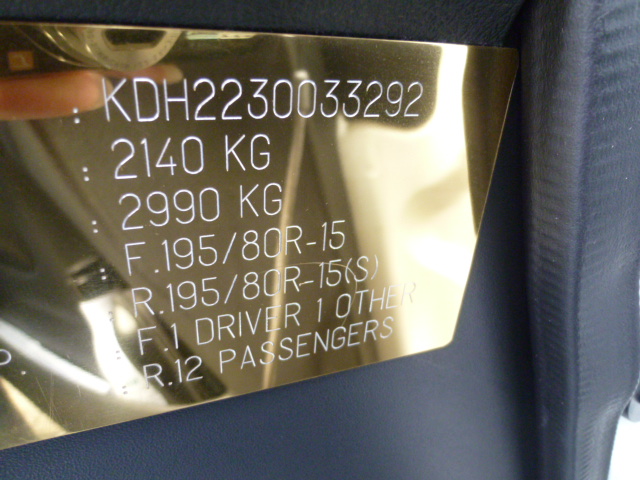 : KDH2230033292
: 2140 KG
: 2990 KG
: F.195/80R-15
: R.195/80R-15(S)
: F.1 DRIVER 1 OTHER
P. : R.12 PASSENGERS